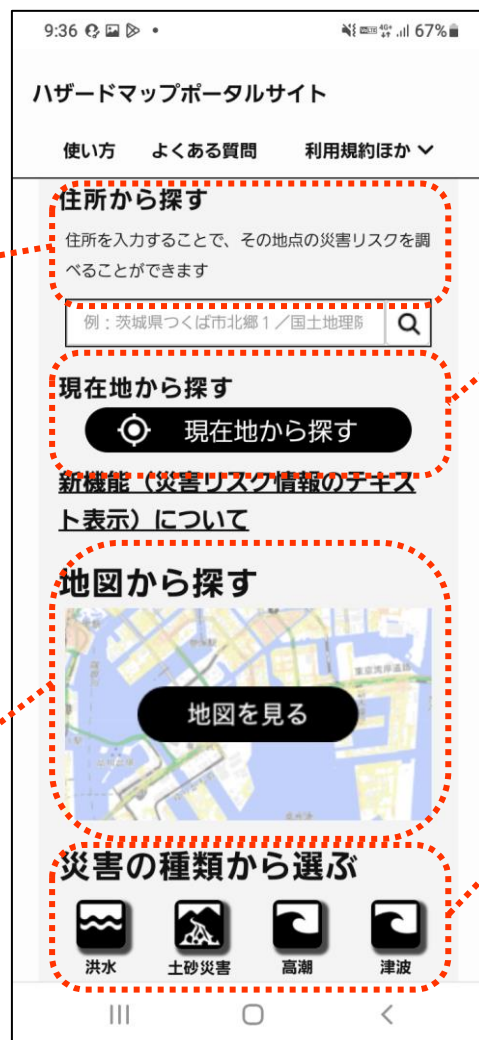 9:36
67%
ハザードマップポータルサイト
使い方 よくある質問 利用規約ほか
住所から探す
住所を入力することで、その地点の災害リスクを調
べることができます
例：茨城県つくば市北郷１／国土地理院
現在地から探す
現在地から探す
新機能（災害リスク情報のテキス
ト表示）について
地図から探す
東京湾岸道路
地図を見る
災害の種類から選ぶ
洪水 土砂災害 高潮 津波